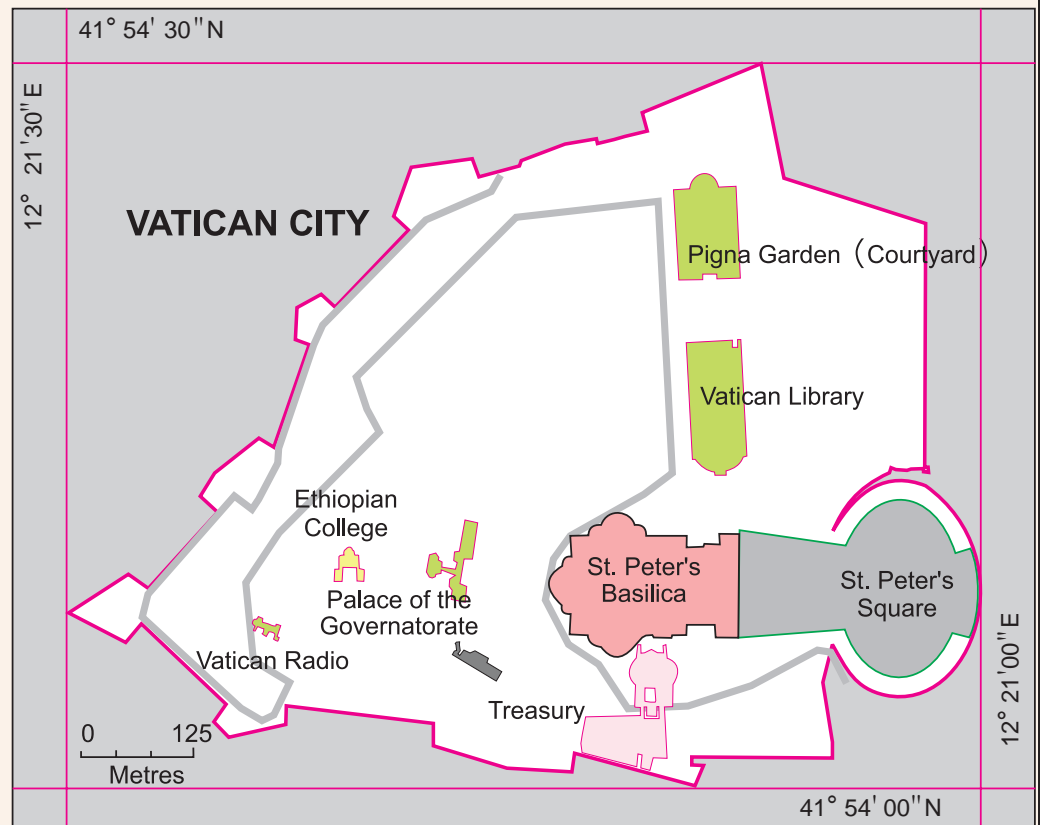 41° 54' 30"N
12° 21'30"E
VATICAN CITY
Pigna Garden (Courtyard)
Vatican Library
Ethiopian
College
St. Peter's
Basilica
St. Peter's
Square
Palace of the
Governatorate
Vatican Radio
Treasury
0 125
Metres
12° 21'00"E
41° 54' 00"N